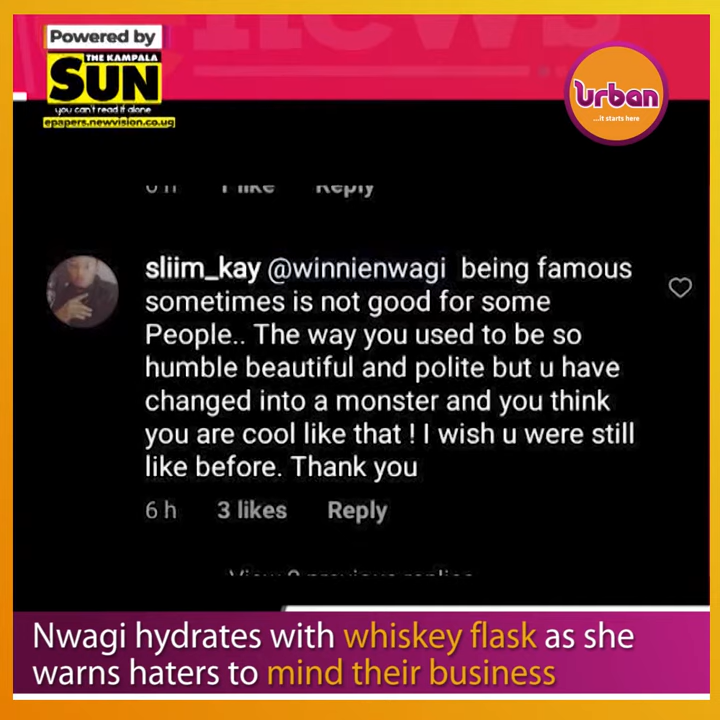 Powered by
THE KAMPALA
SUN
you can't read it alone
epapers.newvision.co.ug
news
Urban
...it starts here
1 like Reply
sliim_kay @winnienwagi being famous
sometimes is not good for some
People.. The way you used to be so
humble beautiful and polite but u have
changed into a monster and you think
you are cool like that ! I wish u were still
like before. Thank you
6 h 3 likes Reply
Nwagi hydrates with whiskey flask as she
warns haters to mind their business